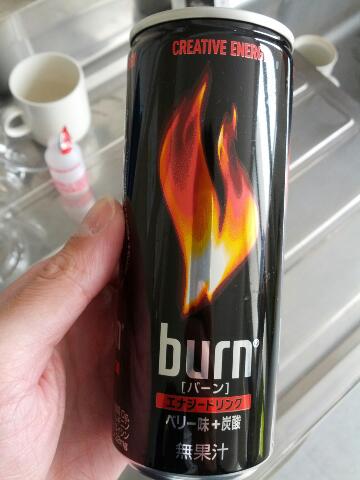 CREATIVE ENERGY
burn®
[バーン]
エナジードリンク
ベリー味+炭酸
無果汁